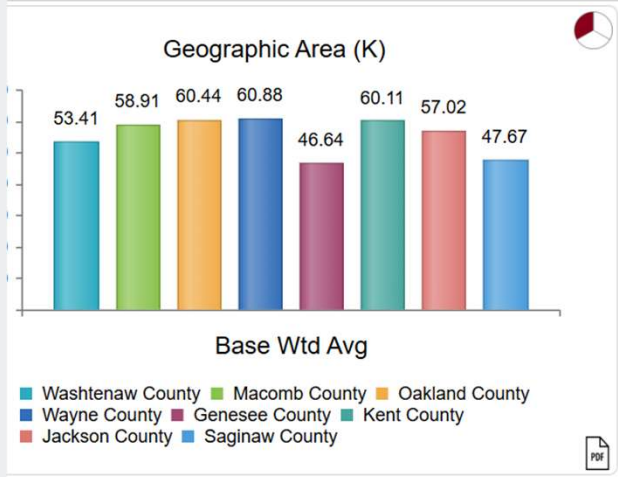 Geographic Area (K)
53.41
58.91
60.44
60.88
46.64
60.11
57.02
47.67
Base Wtd Avg
Washtenaw County Macomb County Oakland County
Wayne County Genesee County Kent County
Jackson County Saginaw County
PDF